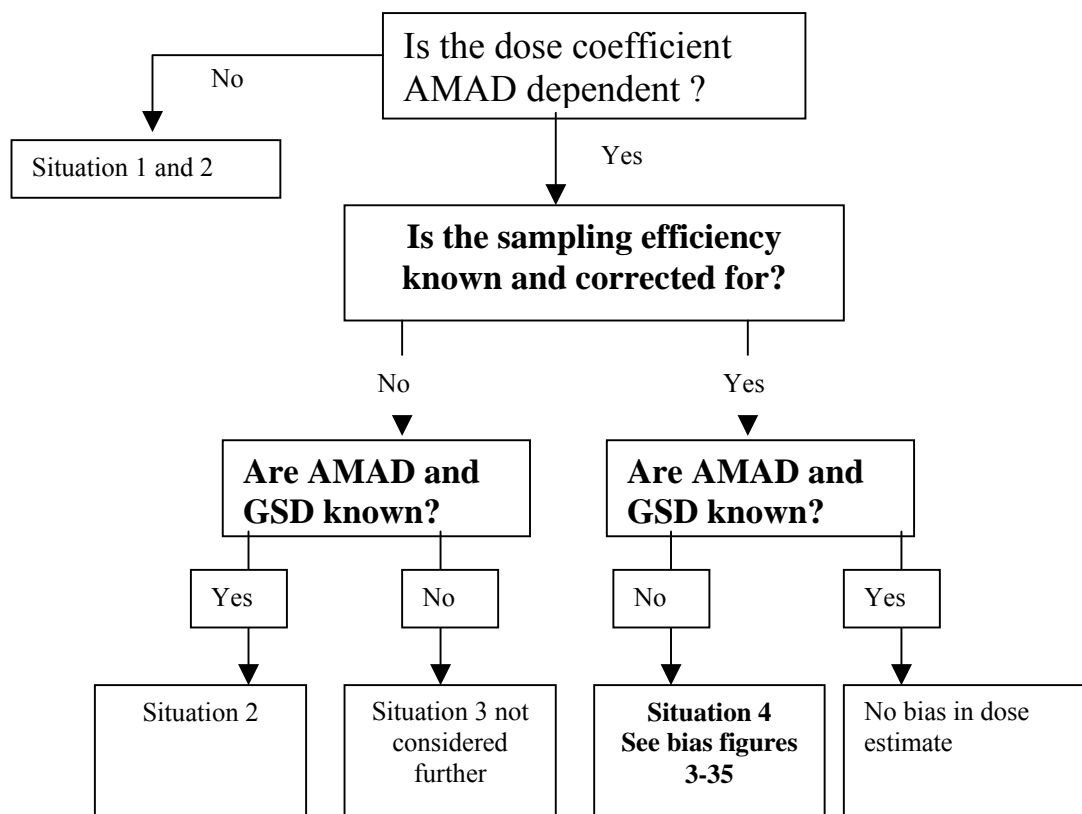 Is the dose coefficient
AMAD dependent ?
No
Situation 1 and 2
Yes
Is the sampling efficiency
known and corrected for?
No
Yes
Are AMAD and
GSD known?
Are AMAD and
GSD known?
Yes
No
No
Yes
Situation 2
Situation 3 not
considered
further
Situation 4
See bias figures
3-35
No bias in dose
estimate